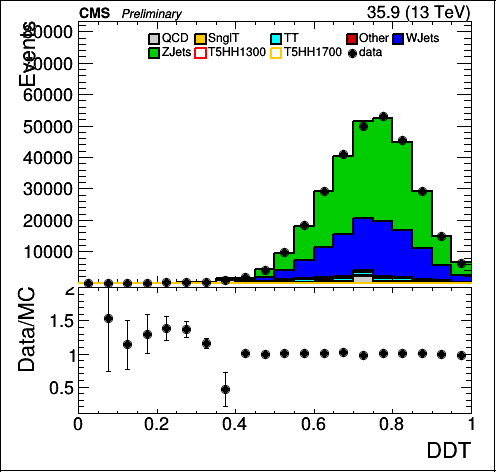 CMS Preliminary 35.9 (13 TeV)
QCD SnglT TT Other WJets
ZJets T5HH1300 T5HH1700 data
Events
80000
70000
60000
50000
40000
30000
20000
10000
Data/MC
2
1.5
1
0.5
0 0.2 0.4 0.6 0.8 1
DDT